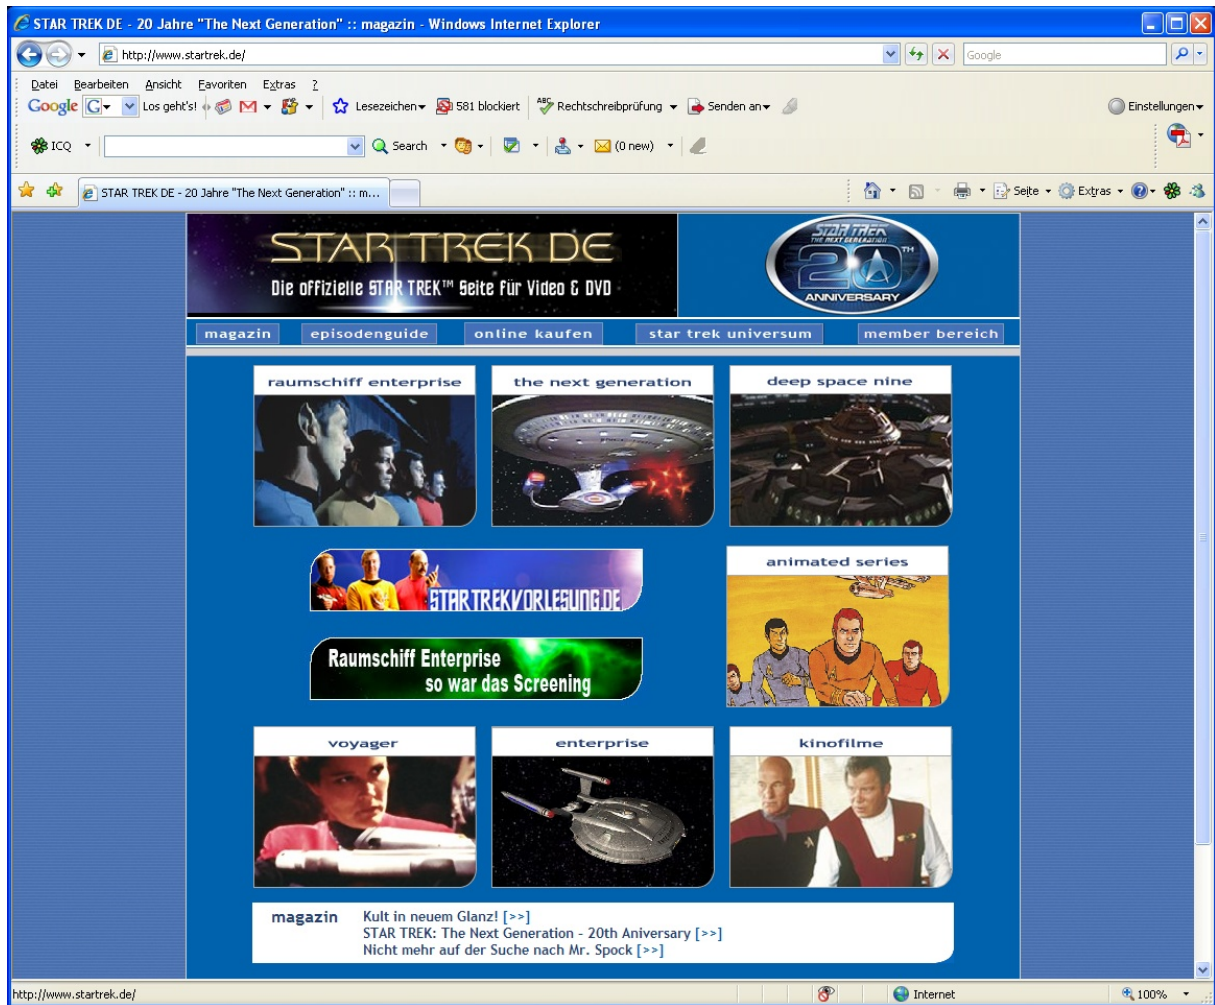 STAR TREK DE - 20 Jahre "The Next Generation" :: magazin - Windows Internet Explorer
http://www.startrek.de/
Google
Datei Bearbeiten Ansicht Favoriten Extras ?
Google G Los geht's! Lesezeichen 581 blockiert ABC Rechtschreibprüfung Senden an Einstellungen
ICQ Search (0 new)
STAR TREK DE - 20 Jahre "The Next Generation" :: m... Seite Extras
STAR TREK DE
Die offizielle STAR TREK™ Seite für Video & DVD
STAR TREK
THE NEXT GENERATION
20TH
ANNIVERSARY
magazin episodenguide online kaufen star trek universum member bereich
raumschiff enterprise the next generation deep space nine
STARTREKVORLESUNG.DE
animated series
Raumschiff Enterprise
so war das Screening
voyager enterprise kinofilme
magazin Kult in neuem Glanz! [>>]
STAR TREK: The Next Generation - 20th Aniversary [>>]
Nicht mehr auf der Suche nach Mr. Spock [>>]
http://www.startrek.de/ Internet 100%